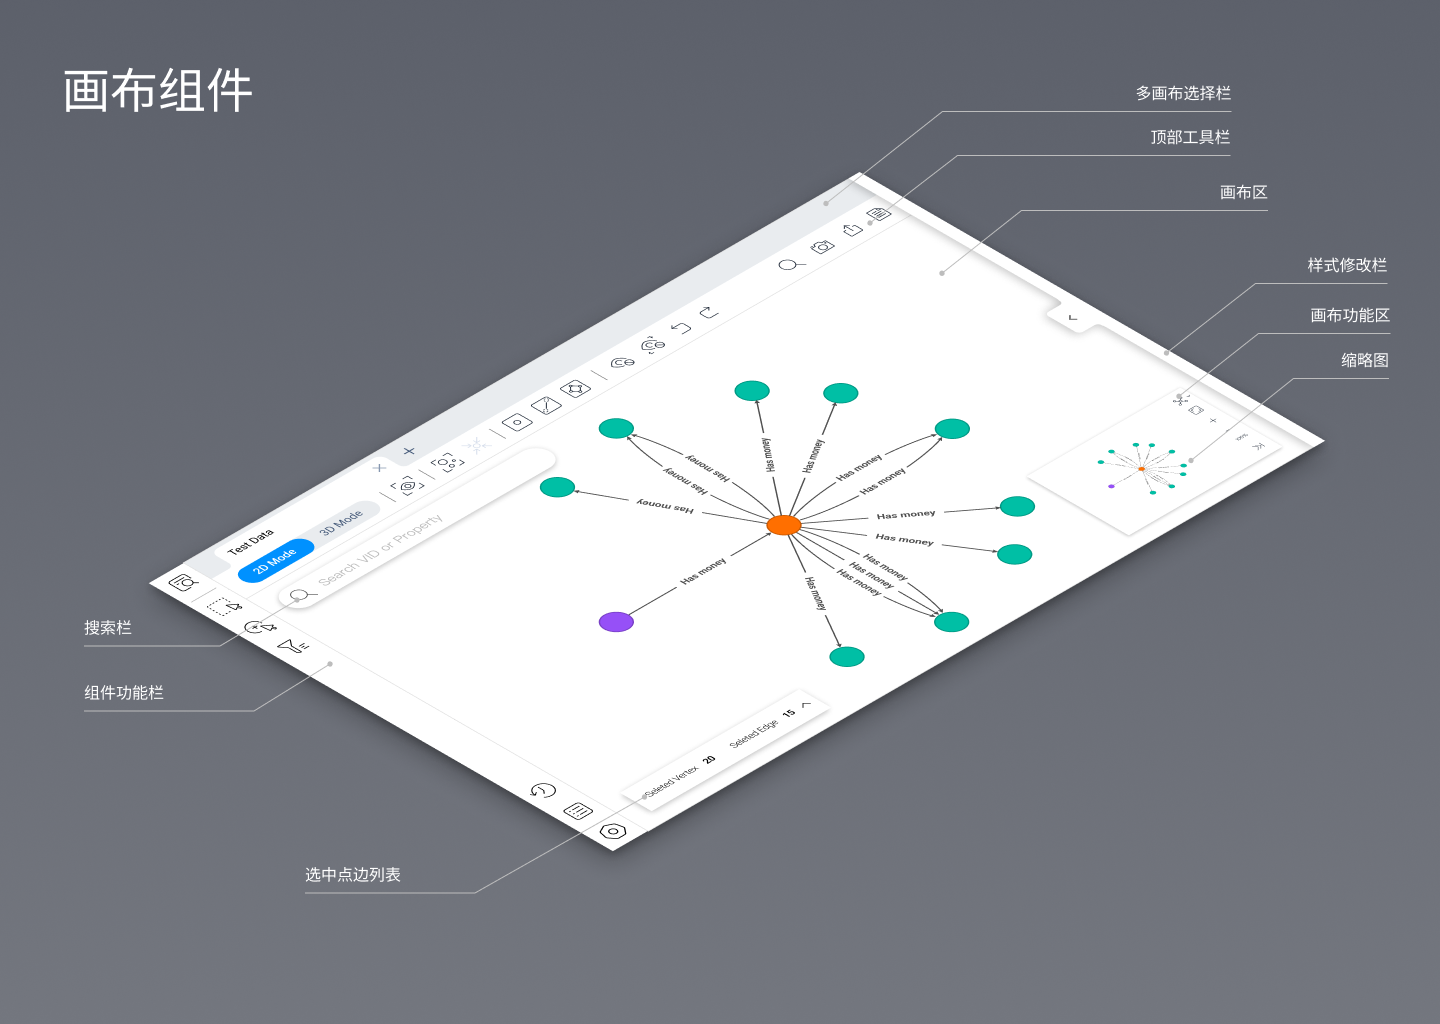 画布组件
多画布选择栏
顶部工具栏
画布区
样式修改栏
画布功能区
缩略图
搜索栏
组件功能栏
选中点边列表
Test Data
2D Mode
3D Mode
Search VID or Property
Has money
Has money
Has money
Has money
Has money
Has money
Has money
Has money
Has money
Has money
Has money
Has money
Has money
Has money
Seleted Vertex 20
Seleted Edge 15